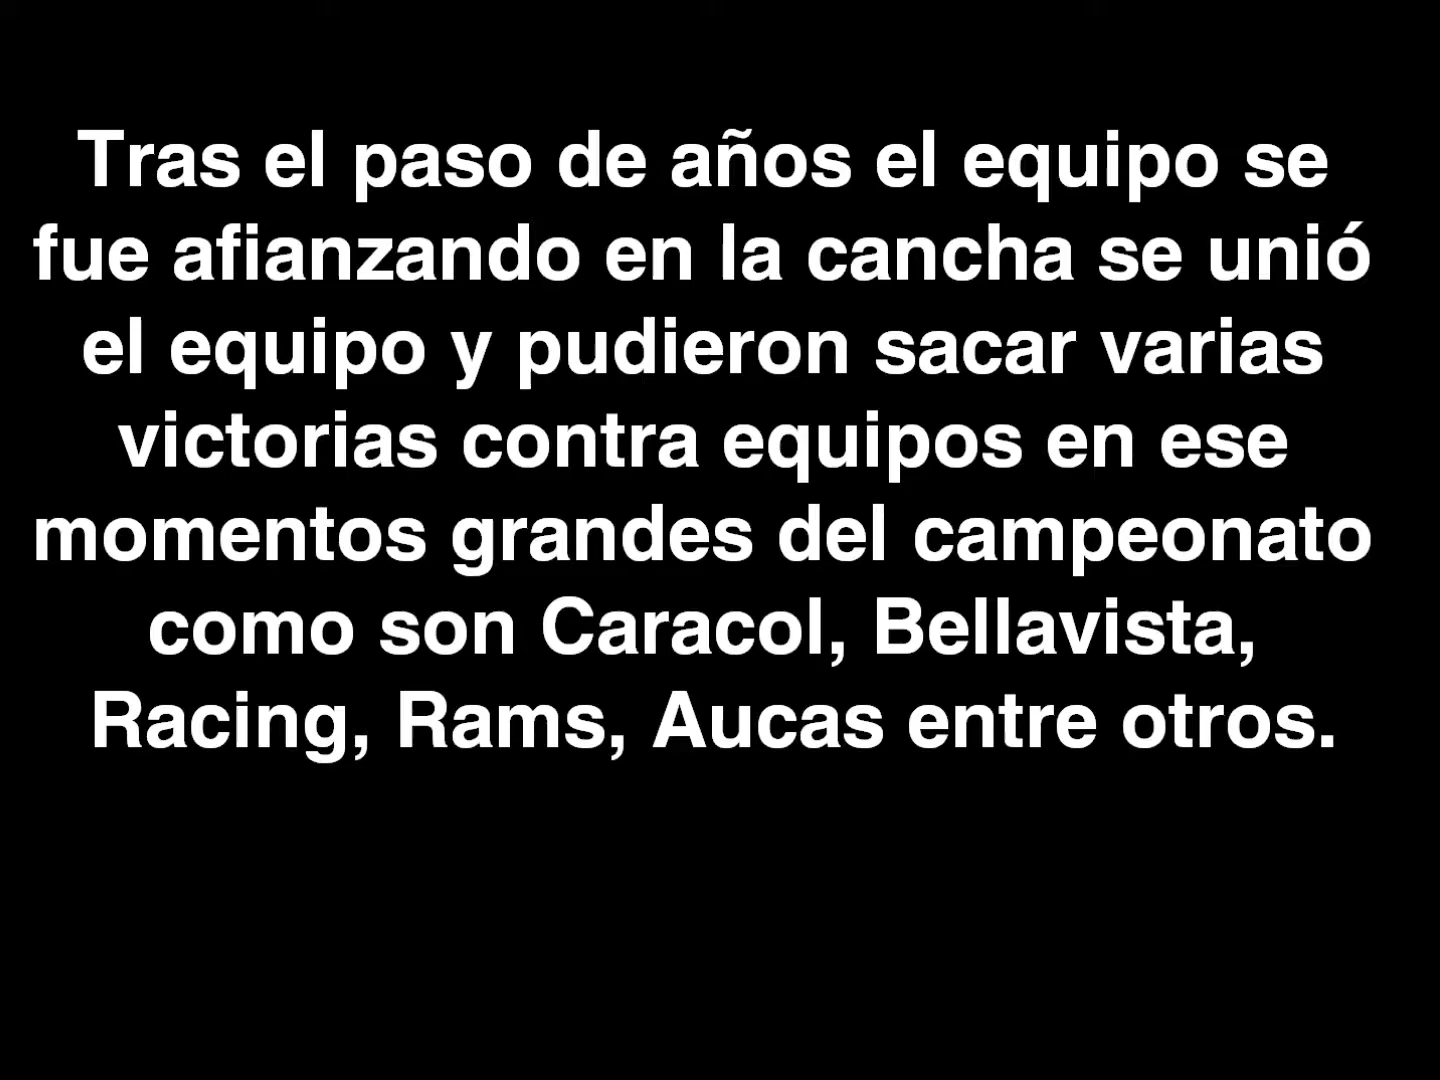 Tras el paso de años el equipo se
fue afianzando en la cancha se unió
el equipo y pudieron sacar varias
victorias contra equipos en ese
momentos grandes del campeonato
como son Caracol, Bellavista,
Racing, Rams, Aucas entre otros.